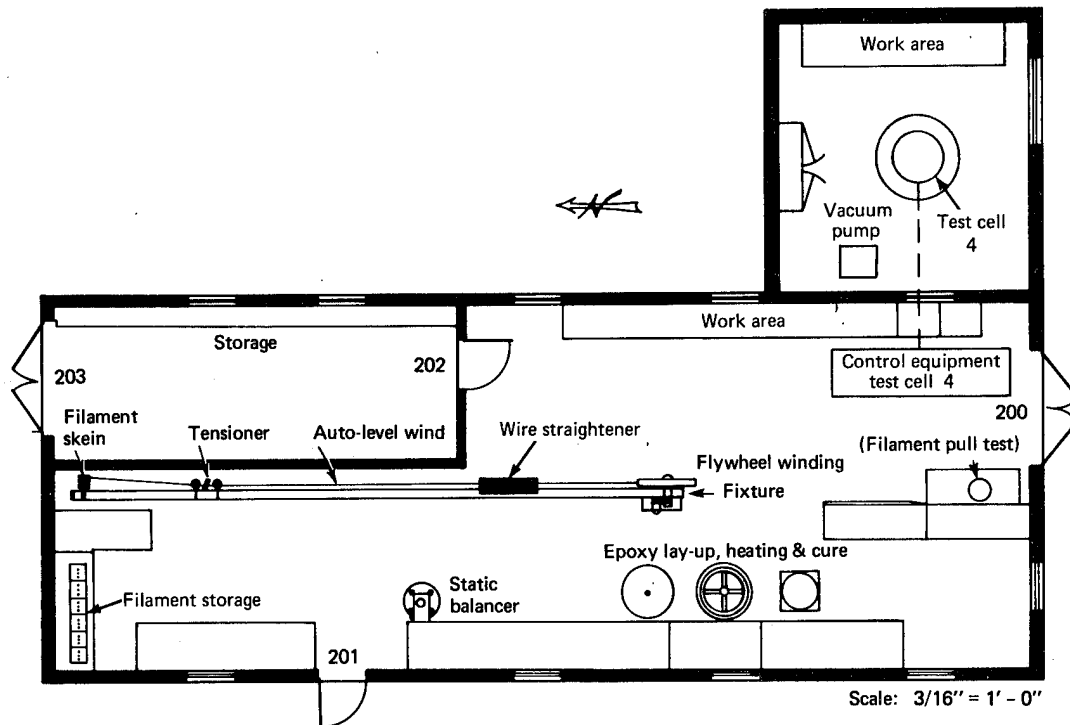 Work area
N
Vacuum
pump
Test cell
4
Work area
Storage
Control equipment
test cell 4
202
203
200
Filament
skein
Tensioner
Auto-level wind
Wire straightener
(Filament pull test)
Flywheel winding
Fixture
Epoxy lay-up, heating & cure
Static
balancer
Filament storage
201
Scale: 3/16" = 1' - 0"